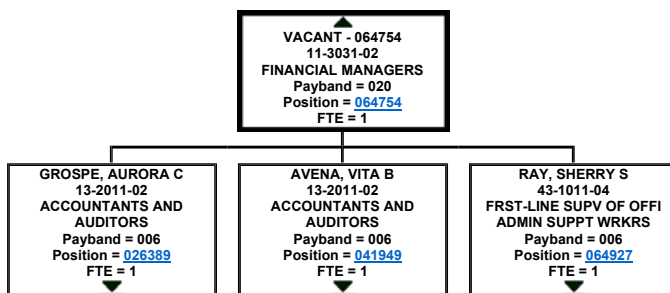 VACANT - 064754
11-3031-02
FINANCIAL MANAGERS
Payband = 020
Position = 064754
FTE = 1
GROSPE, AURORA C
13-2011-02
ACCOUNTANTS AND
AUDITORS
Payband = 006
Position = 026389
FTE = 1
AVENA, VITA B
13-2011-02
ACCOUNTANTS AND
AUDITORS
Payband = 006
Position = 041949
FTE = 1
RAY, SHERRY S
43-1011-04
FRST-LINE SUPV OF OFFI
ADMIN SUPPT WRKRS
Payband = 006
Position = 064927
FTE = 1